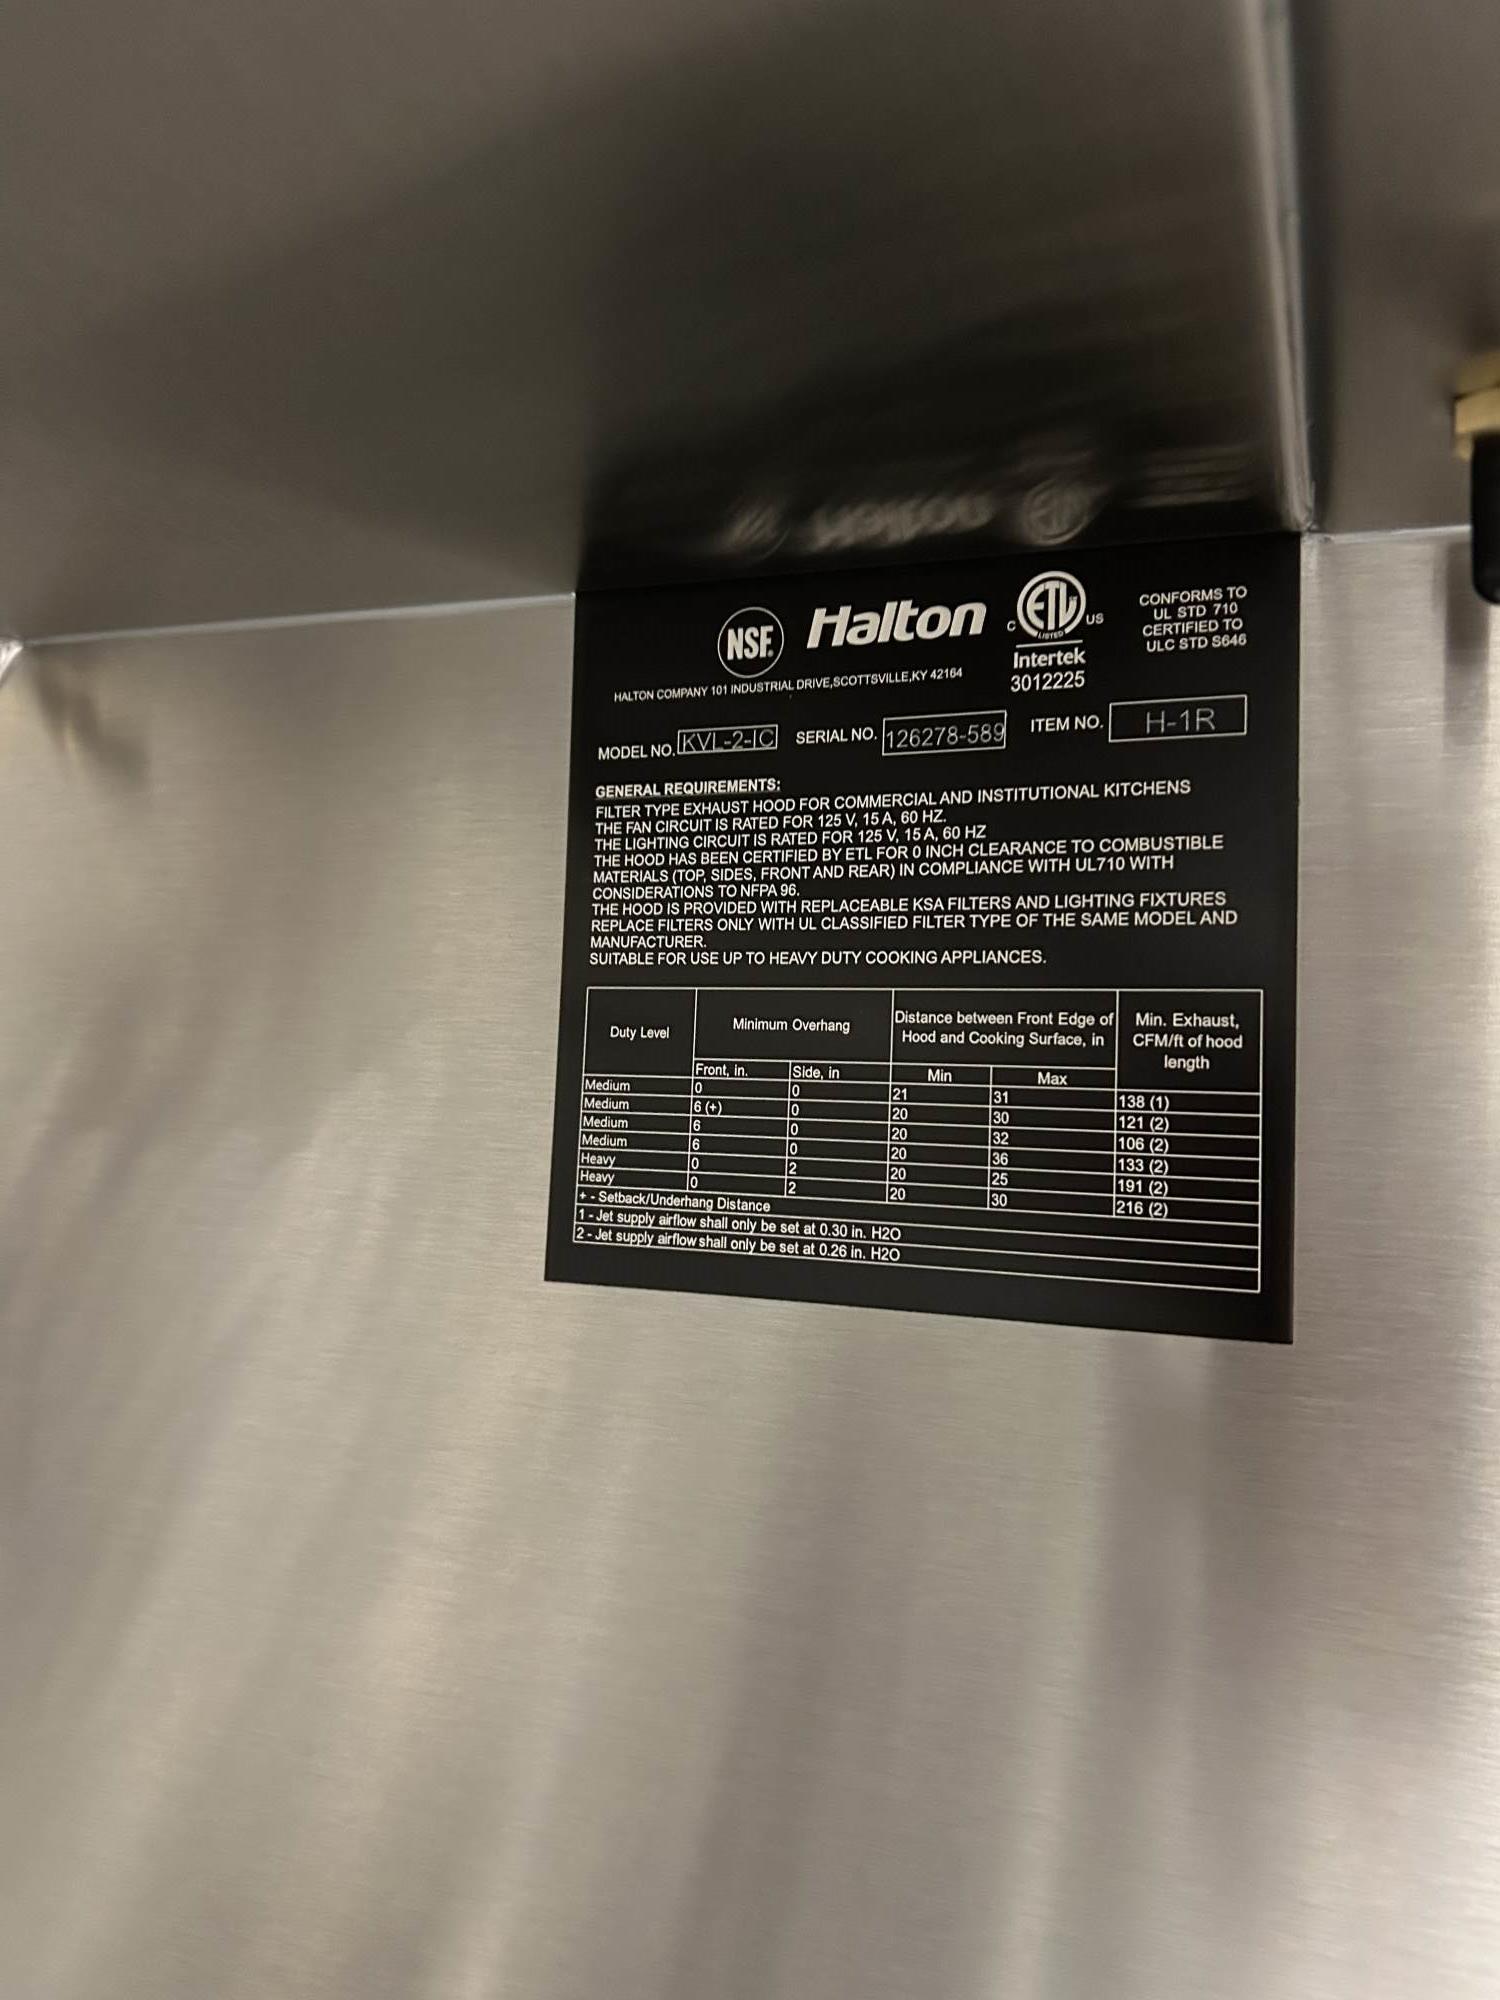 NSF Halton C ETL LISTED US
Intertek
3012225
CONFORMS TO
UL STD 710
CERTIFIED TO
ULC STD S646
HALTON COMPANY 101 INDUSTRIAL DRIVE,SCOTTSVILLE,KY 42164
MODEL NO. KVL-2-IC SERIAL NO. 126278-589 ITEM NO. H-1R
GENERAL REQUIREMENTS:
FILTER TYPE EXHAUST HOOD FOR COMMERCIAL AND INSTITUTIONAL KITCHENS
THE FAN CIRCUIT IS RATED FOR 125 V, 15 A, 60 HZ.
THE LIGHTING CIRCUIT IS RATED FOR 125 V, 15 A, 60 HZ
THE HOOD HAS BEEN CERTIFIED BY ETL FOR 0 INCH CLEARANCE TO COMBUSTIBLE
MATERIALS (TOP, SIDES, FRONT AND REAR) IN COMPLIANCE WITH UL710 WITH
CONSIDERATIONS TO NFPA 96.
THE HOOD IS PROVIDED WITH REPLACEABLE KSA FILTERS AND LIGHTING FIXTURES
REPLACE FILTERS ONLY WITH UL CLASSIFIED FILTER TYPE OF THE SAME MODEL AND
MANUFACTURER.
SUITABLE FOR USE UP TO HEAVY DUTY COOKING APPLIANCES.
Duty Level Minimum Overhang Distance between Front Edge of Hood and Cooking Surface, in Min. Exhaust, CFM/ft of hood length
Front, in. Side, in Min Max
Medium 0 0 21 31 138 (1)
Medium 6 (+) 0 20 30 121 (2)
Medium 6 0 20 32 106 (2)
Medium 6 0 20 36 133 (2)
Heavy 0 2 20 25 191 (2)
Heavy 0 2 20 30 216 (2)
+ - Setback/Underhang Distance
1 - Jet supply airflow shall only be set at 0.30 in. H2O
2 - Jet supply airflow shall only be set at 0.26 in. H2O